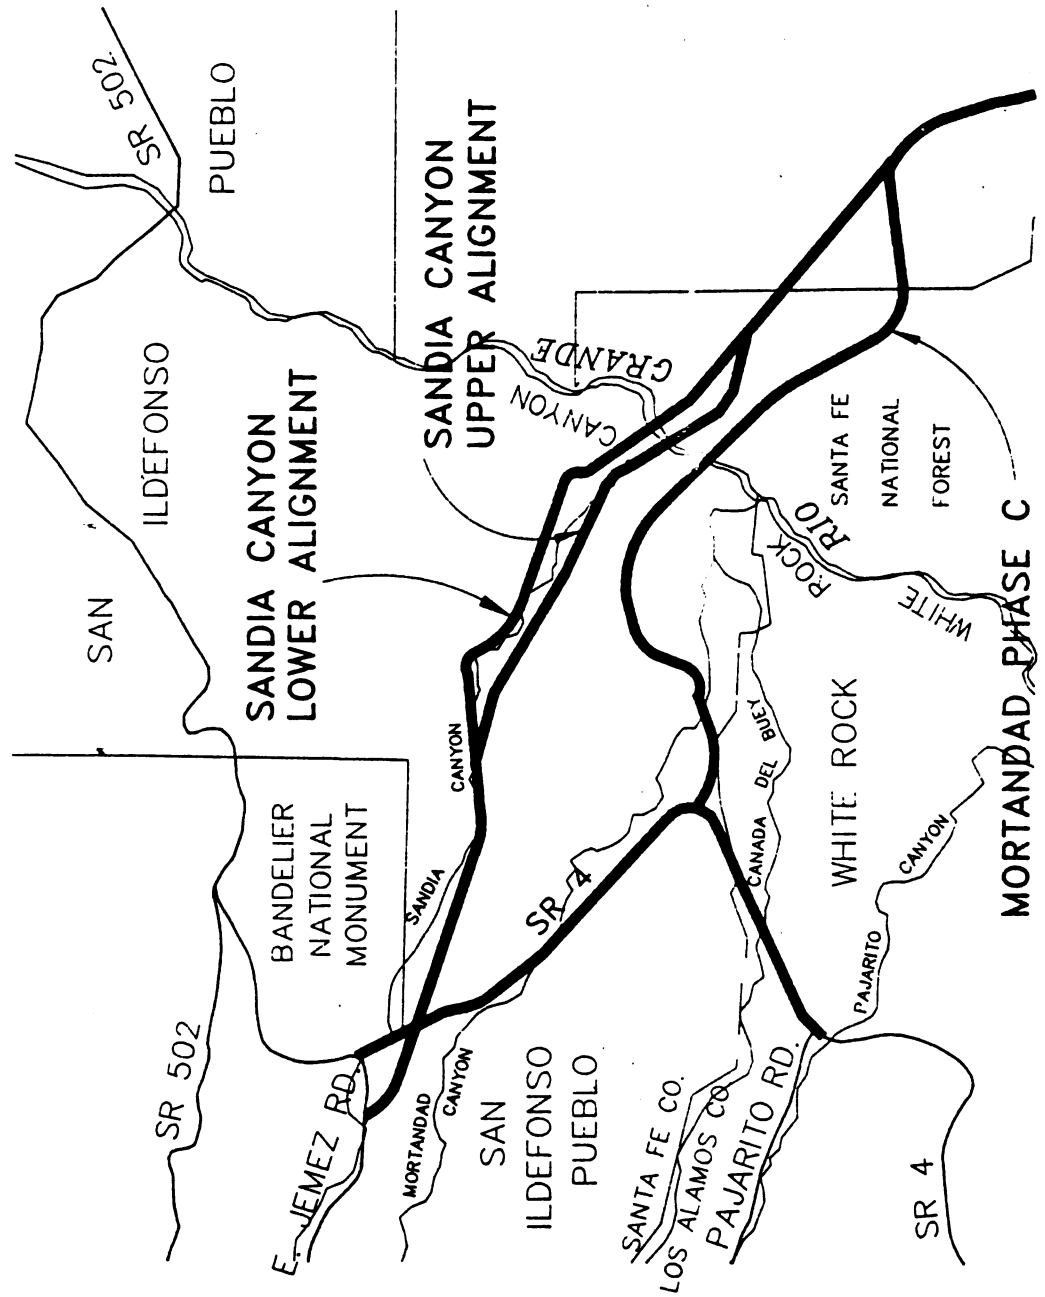 SR 502
PUEBLO
SANDIA CANYON
UPPER ALIGNMENT
SANDIA CANYON
LOWER ALIGNMENT
ILDEFONSO
SAN
CANYON
GRANDE
SANTA FE
NATIONAL
FOREST
RIO
ROCK
WHITE
MORTANDAD PHASE C
BANDELIER
NATIONAL
MONUMENT
CANYON
SANDIA
SR 4
CANADA
DEL
BUEY
WHITE ROCK
CANYON
PAJARITO
SR 502
E. JEMEZ RD.
MORTANDAD
CANYON
SAN
ILDEFONSO
PUEBLO
SANTA FE CO.
LOS ALAMOS CO
PAJARITO RD.
SR 4